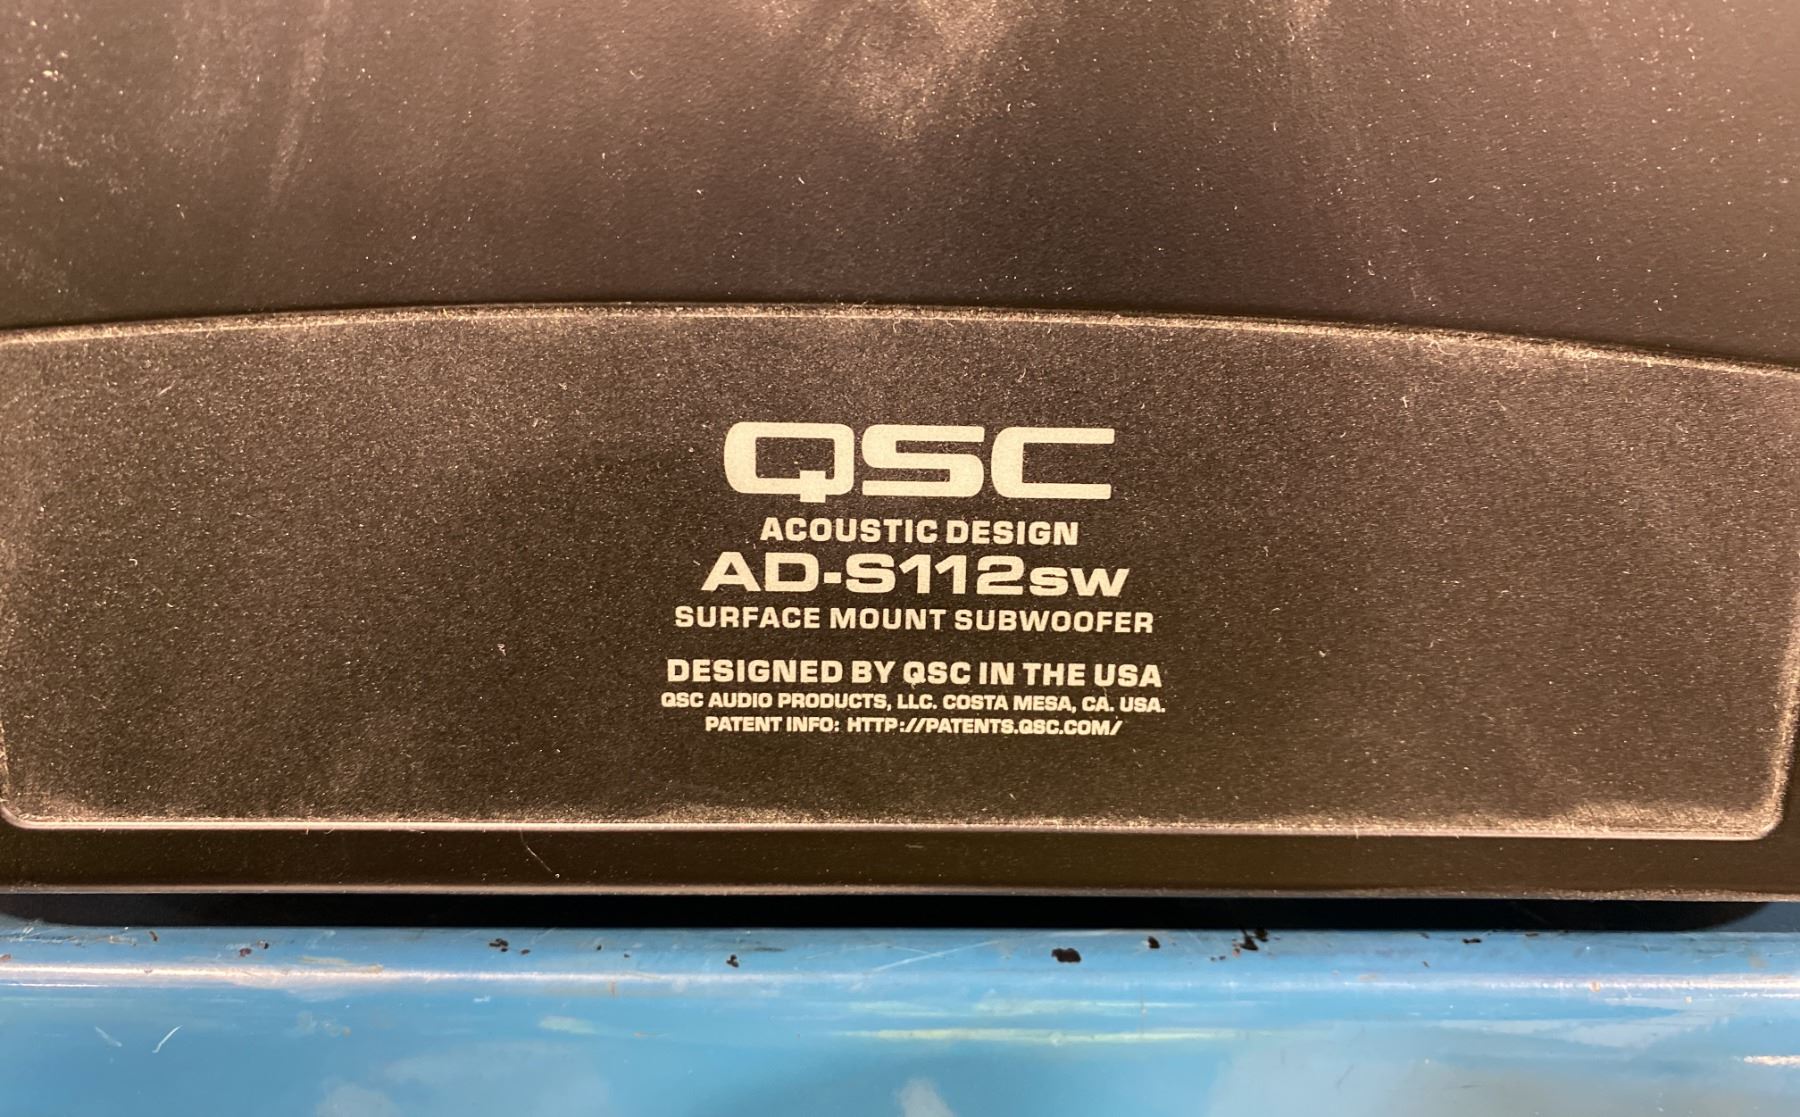 QSC
ACOUSTIC DESIGN
AD-S112SW
SURFACE MOUNT SUBWOOFER
DESIGNED BY QSC IN THE USA
QSC AUDIO PRODUCTS, LLC. COSTA MESA, CA. USA.
PATENT INFO: HTTP://PATENTS.QSC.COM/